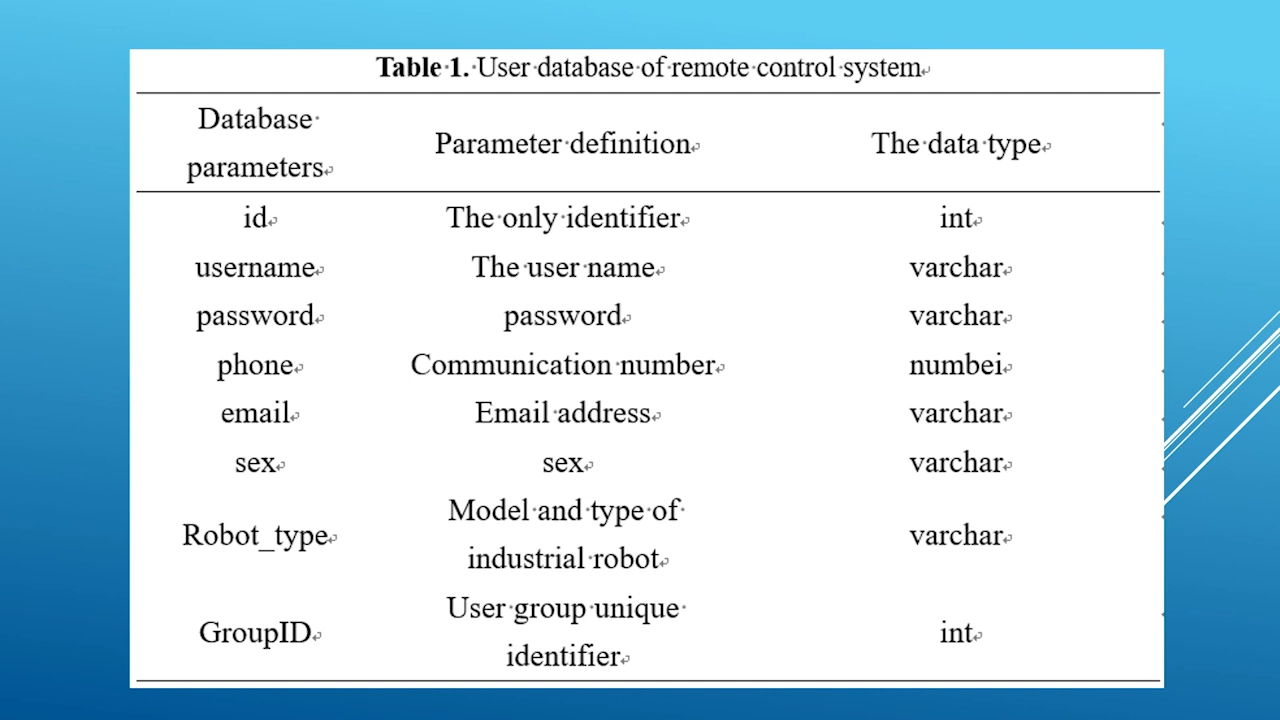 Table 1. User database of remote control system
Database
parameters
Parameter definition
The data type
id
The only identifier
int
username
The user name
varchar
password
password
varchar
phone
Communication number
numbei
email
Email address
varchar
sex
sex
varchar
Robot_type
Model and type of
industrial robot
varchar
GroupID
User group unique
identifier
int